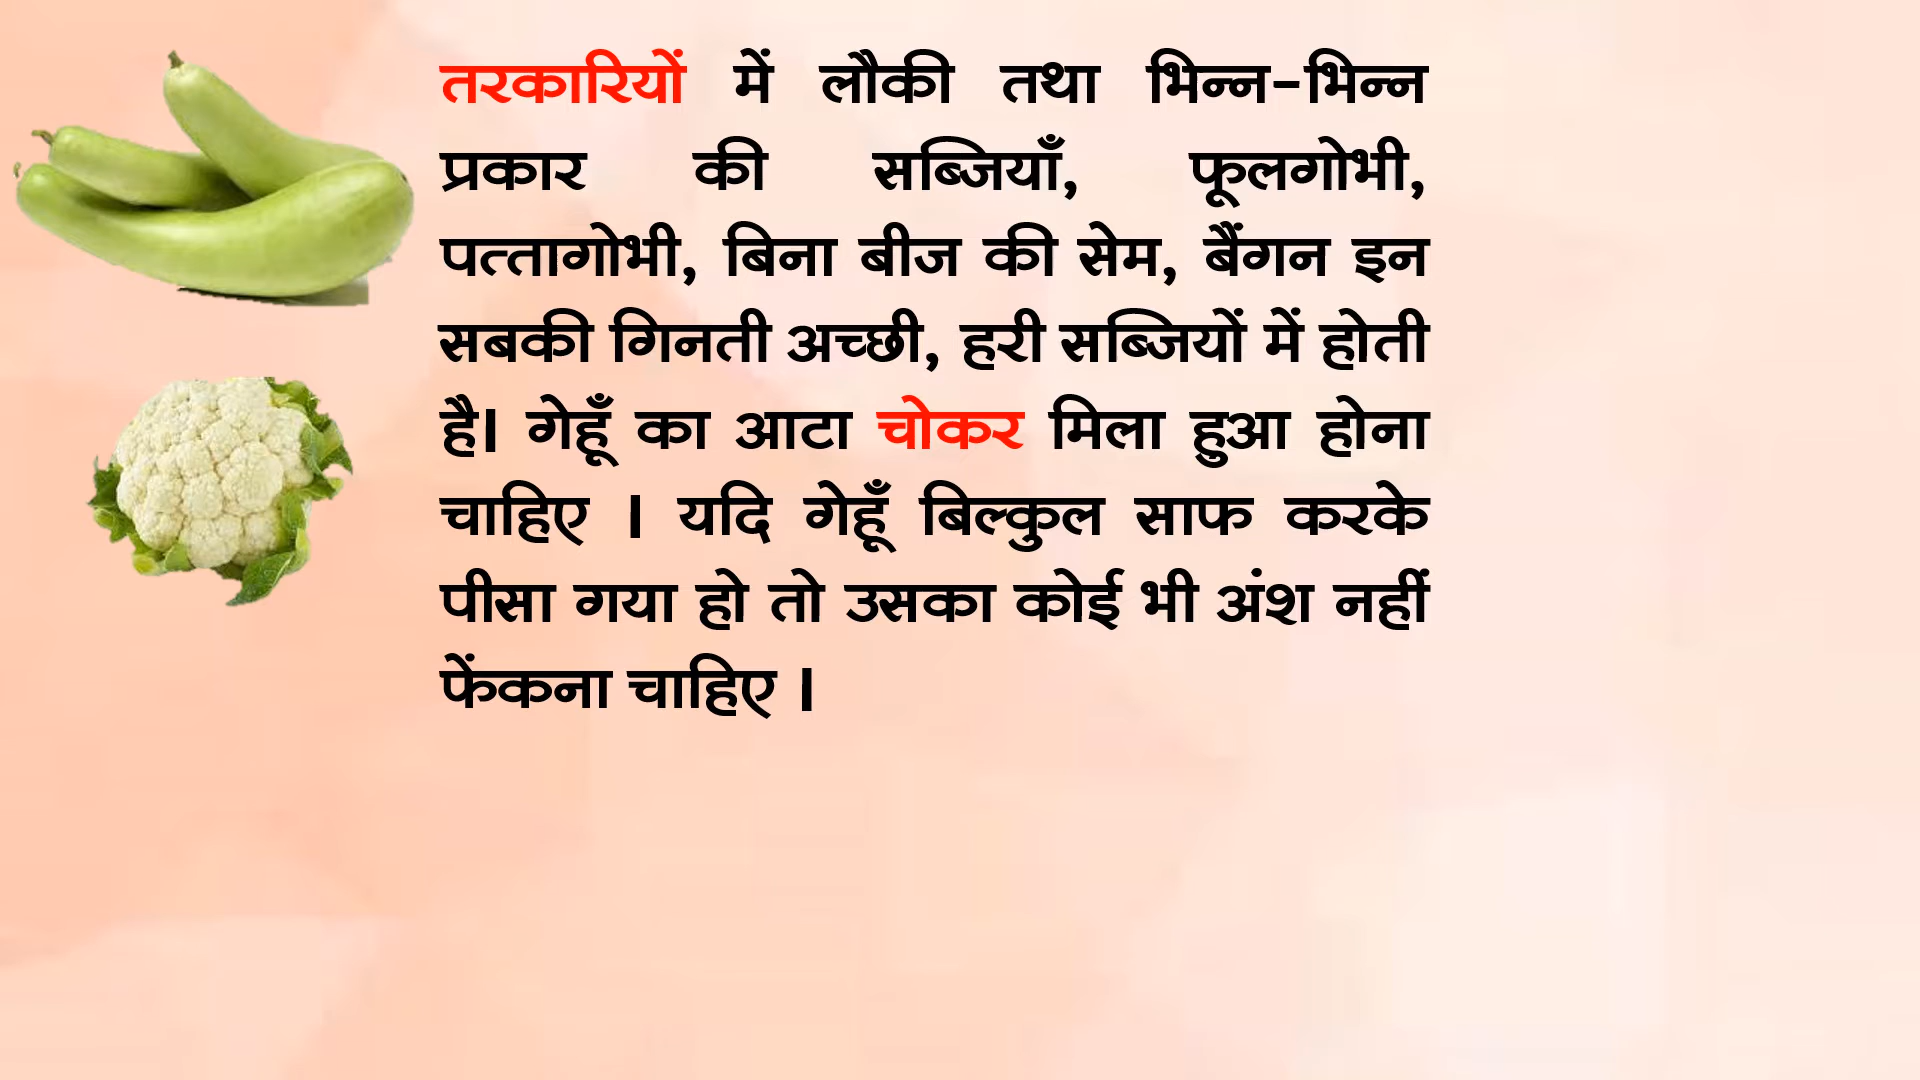 तरकारियों में लौकी तथा भिन्न-भिन्न
प्रकार की सब्जियाँ, फूलगोभी,
पत्तागोभी, बिना बीज की सेम, बैंगन इन
सबकी गिनती अच्छी, हरी सब्जियों में होती
है। गेहूँ का आटा चोकर मिला हुआ होना
चाहिए । यदि गेहूँ बिल्कुल साफ करके
पीसा गया हो तो उसका कोई भी अंश नहीं
फेंकना चाहिए ।